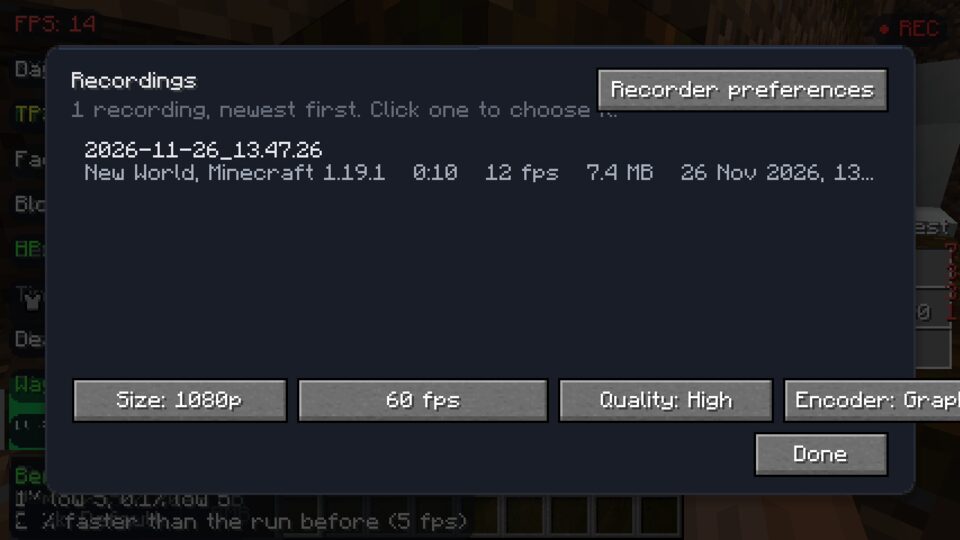 FPS: 14
REC
Recordings
Recorder preferences
1 recording, newest first. Click one to choose
2026-11-26_13.47.26
New World, Minecraft 1.19.1 0:10 12 fps 7.4 MB 26 Nov 2026, 13...
Size: 1080p
60 fps
Quality: High
Encoder: Grap
Done
faster than the run before (5 fps)